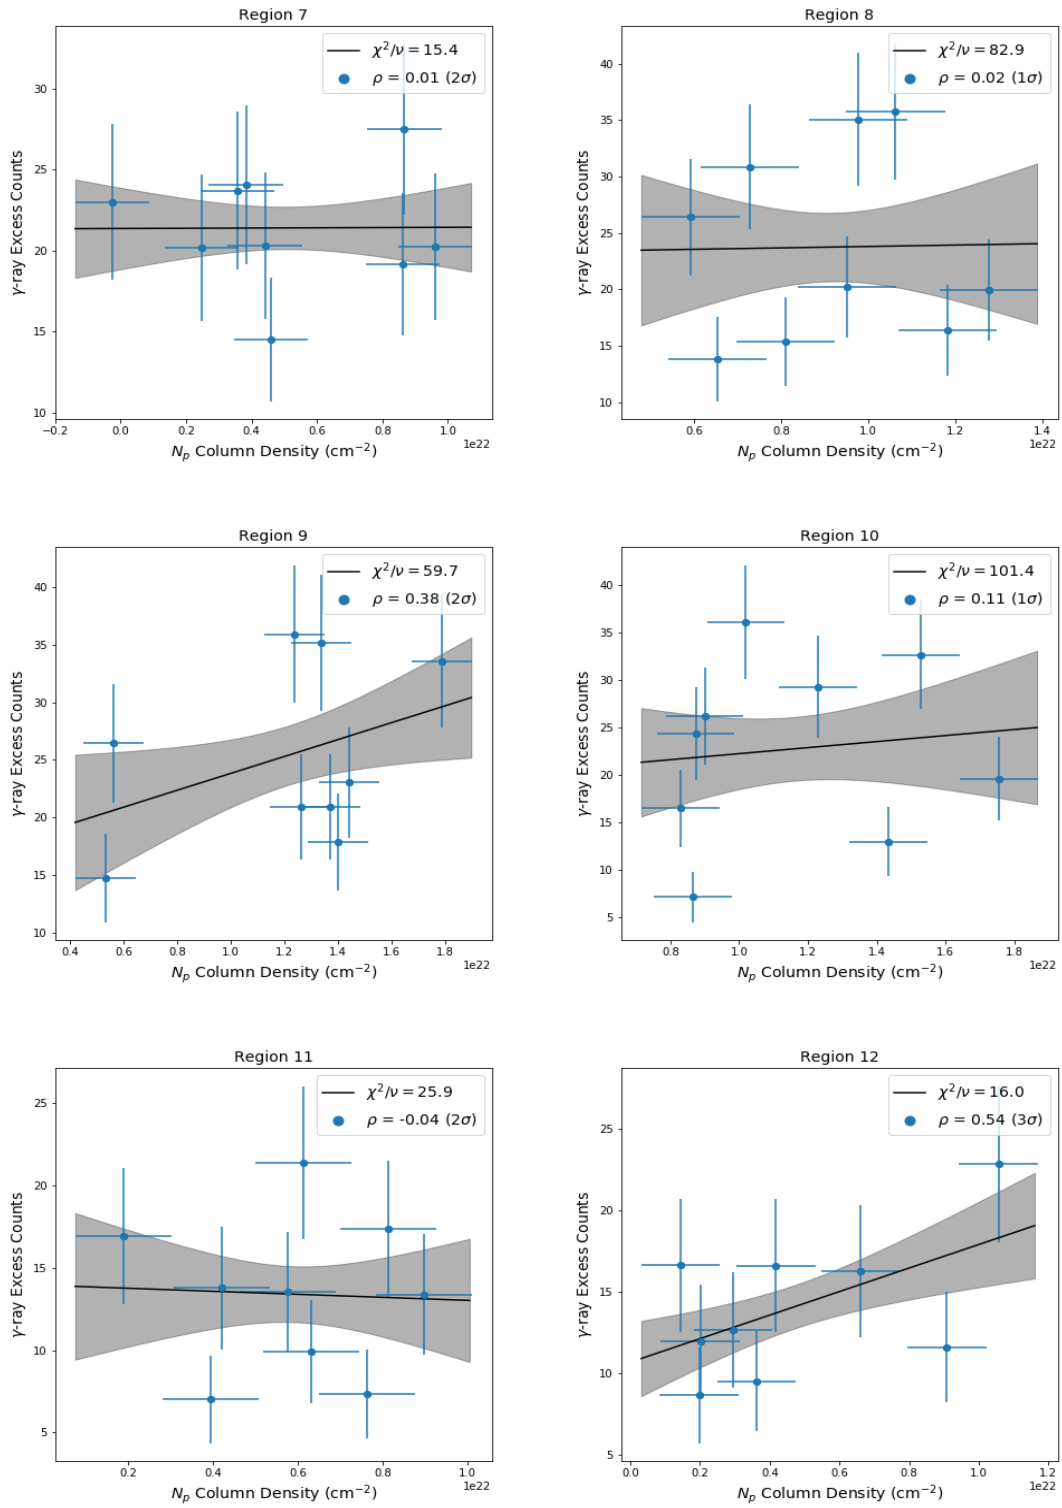 Region 7
χ²/ν = 15.4
ρ = 0.01 (2σ)
γ-ray Excess Counts
30
25
20
15
10
−0.2 0.0 0.2 0.4 0.6 0.8 1.0
1e22
N_p Column Density (cm⁻²)
Region 8
χ²/ν = 82.9
ρ = 0.02 (1σ)
γ-ray Excess Counts
40
35
30
25
20
15
10
0.6 0.8 1.0 1.2 1.4
1e22
N_p Column Density (cm⁻²)
Region 9
χ²/ν = 59.7
ρ = 0.38 (2σ)
γ-ray Excess Counts
40
35
30
25
20
15
10
0.4 0.6 0.8 1.0 1.2 1.4 1.6 1.8
1e22
N_p Column Density (cm⁻²)
Region 10
χ²/ν = 101.4
ρ = 0.11 (1σ)
γ-ray Excess Counts
40
35
30
25
20
15
10
5
0.8 1.0 1.2 1.4 1.6 1.8
1e22
N_p Column Density (cm⁻²)
Region 11
χ²/ν = 25.9
ρ = -0.04 (2σ)
γ-ray Excess Counts
25
20
15
10
5
0.2 0.4 0.6 0.8 1.0
1e22
N_p Column Density (cm⁻²)
Region 12
χ²/ν = 16.0
ρ = 0.54 (3σ)
γ-ray Excess Counts
25
20
15
10
5
0.0 0.2 0.4 0.6 0.8 1.0 1.2
1e22
N_p Column Density (cm⁻²)